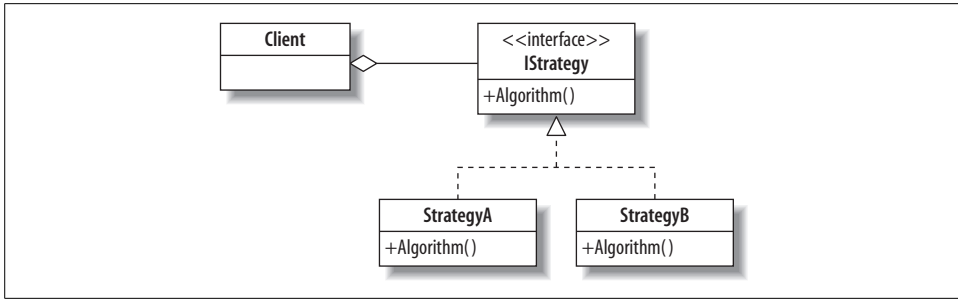 Client
<<interface>>
IStrategy
+Algorithm()
StrategyA
+Algorithm()
StrategyB
+Algorithm()